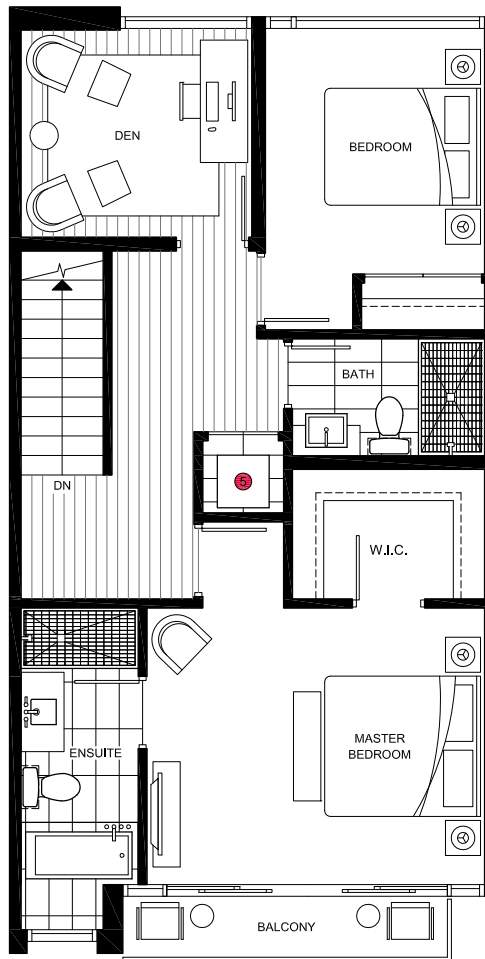 DEN
BEDROOM
BATH
DN
5
W.I.C.
MASTER
BEDROOM
ENSUITE
BALCONY